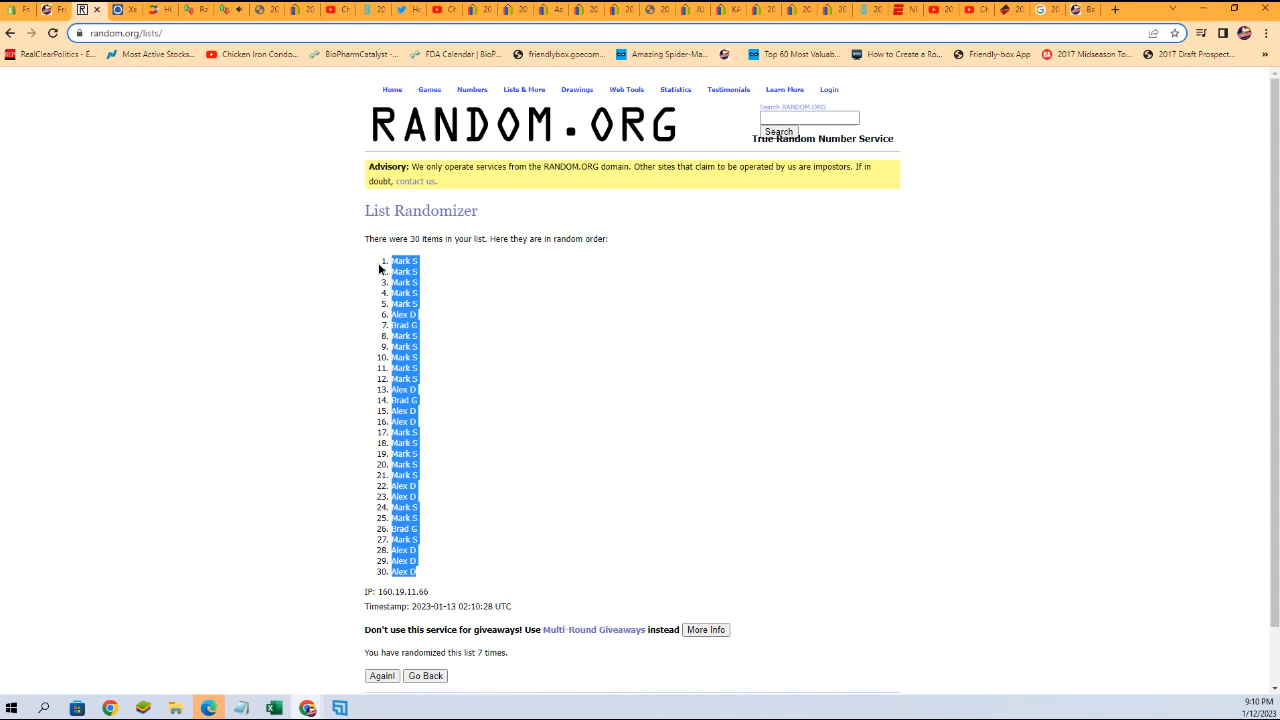 Fri
Xe
random.org/lists/
RealClearPolitics - E...
Most Active Stocks...
Chicken Iron Condo...
BioPharmCatalyst -...
FDA Calendar | BioP...
friendlybox.gocom...
Amazing Spider-Ma...
Top 60 Most Valuab...
How to Create a Ro...
Friendly-box App
2017 Midseason To...
2017 Draft Prospect...
Home Games Numbers Lists & More Drawings Web Tools Statistics Testimonials Learn More Login
RANDOM.ORG
Search RANDOM.ORG
Search
True Random Number Service
Advisory: We only operate services from the RANDOM.ORG domain. Other sites that claim to be operated by us are impostors. If in
doubt, contact us.
List Randomizer
There were 30 items in your list. Here they are in random order:
1. Mark S
2. Mark S
3. Mark S
4. Mark S
5. Mark S
6. Alex D
7. Brad G
8. Mark S
9. Mark S
10. Mark S
11. Mark S
12. Mark S
13. Alex D
14. Brad G
15. Alex D
16. Alex D
17. Mark S
18. Mark S
19. Mark S
20. Mark S
21. Mark S
22. Alex D
23. Alex D
24. Mark S
25. Mark S
26. Brad G
27. Mark S
28. Alex D
29. Alex D
30. Alex D
IP: 160.19.11.66
Timestamp: 2023-01-13 02:10:28 UTC
Don't use this service for giveaways! Use Multi-Round Giveaways instead More Info
You have randomized this list 7 times.
Again! Go Back
9:10 PM
1/12/2023